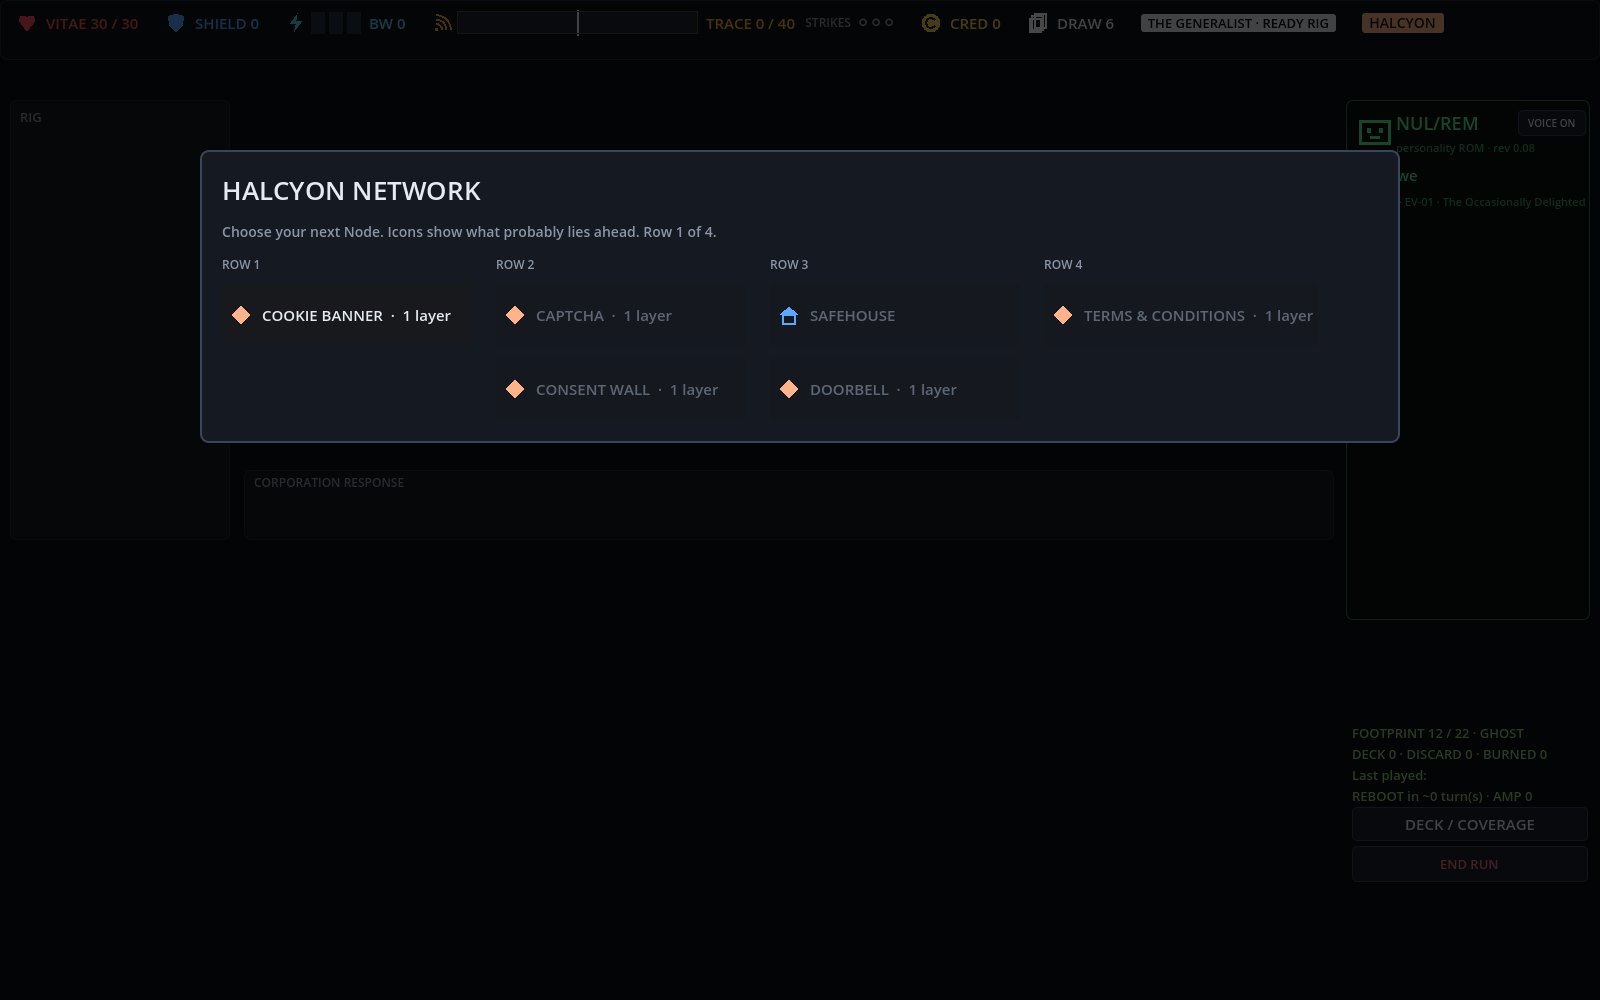 VITAE 30 / 30
SHIELD 0
BW 0
TRACE 0 / 40
STRIKES
CRED 0
DRAW 6
THE GENERALIST · READY RIG
HALCYON
RIG
NUL/REM
VOICE ON
personality ROM · rev 0.08
we
· EV-01 · The Occasionally Delighted
HALCYON NETWORK
Choose your next Node. Icons show what probably lies ahead. Row 1 of 4.
ROW 1
ROW 2
ROW 3
ROW 4
COOKIE BANNER · 1 layer
CAPTCHA · 1 layer
SAFEHOUSE
TERMS & CONDITIONS · 1 layer
CONSENT WALL · 1 layer
DOORBELL · 1 layer
CORPORATION RESPONSE
FOOTPRINT 12 / 22 · GHOST
DECK 0 · DISCARD 0 · BURNED 0
Last played:
REBOOT in ~0 turn(s) · AMP 0
DECK / COVERAGE
END RUN